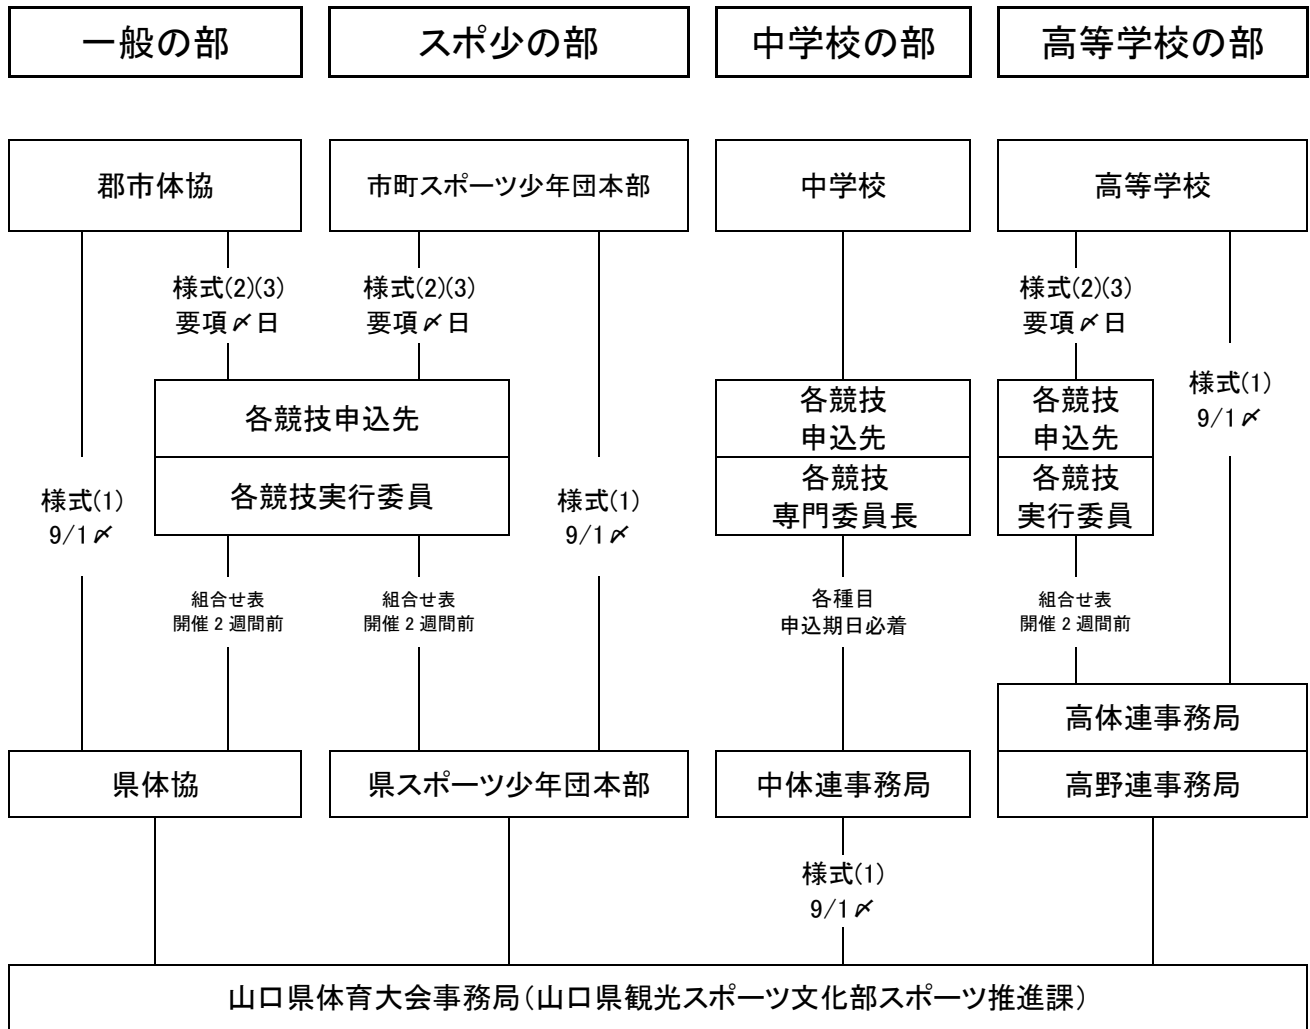 一般の部
スポ少の部
中学校の部
高等学校の部
郡市体協
市町スポーツ少年団本部
中学校
高等学校
様式(2)(3)
要項〆日
様式(2)(3)
要項〆日
様式(2)(3)
要項〆日
各競技申込先
各競技実行委員
各競技
申込先
各競技
専門委員長
各競技
申込先
各競技
実行委員
様式(1)
9/1〆
様式(1)
9/1〆
様式(1)
9/1〆
組合せ表
開催2週間前
組合せ表
開催2週間前
各種目
申込期日必着
組合せ表
開催2週間前
県体協
県スポーツ少年団本部
中体連事務局
高体連事務局
高野連事務局
様式(1)
9/1〆
山口県体育大会事務局(山口県観光スポーツ文化部スポーツ推進課)